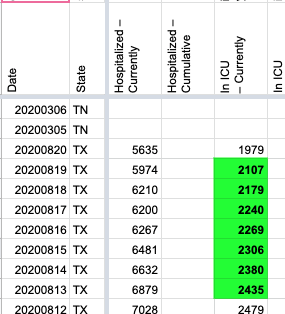 Date State Hospitalized – Currently Hospitalized – Cumulative In ICU – Currently In ICU
20200306 TN
20200305 TN
20200820 TX 5635 1979
20200819 TX 5974 2107
20200818 TX 6210 2179
20200817 TX 6200 2240
20200816 TX 6267 2269
20200815 TX 6481 2306
20200814 TX 6632 2380
20200813 TX 6879 2435
20200812 TX 7028 2479